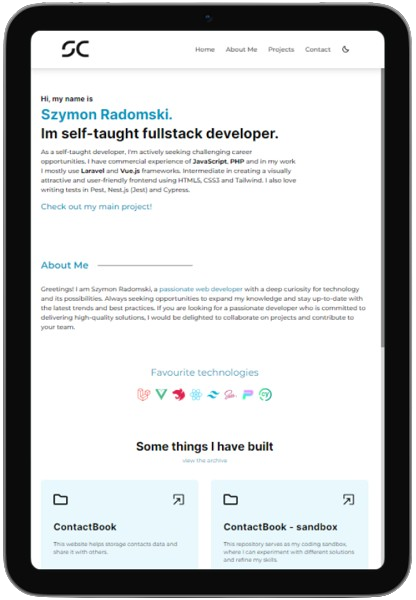 SC
Home About Me Projects Contact
Hi, my name is
Szymon Radomski.
Im self-taught fullstack developer.
As a self-taught developer, I'm actively seeking challenging career
opportunities. I have commercial experience of JavaScript, PHP and in my work
I mostly use Laravel and Vue.js frameworks. Intermediate in creating a visually
attractive and user-friendly frontend using HTML5, CSS3 and Tailwind. I also love
writing tests in Pest, Nest.js (Jest) and Cypress.
Check out my main project!
About Me
Greetings! I am Szymon Radomski, a passionate web developer with a deep curiosity for technology
and its possibilities. Always seeking opportunities to expand my knowledge and stay up-to-date with
the latest trends and best practices. If you are looking for a passionate developer who is committed to
delivering high-quality solutions, I would be delighted to collaborate on projects and contribute to
your team.
Favourite technologies
Some things I have built
view the archive
ContactBook
This website helps storage contacts data and
share it with others.
ContactBook - sandbox
This repository serves as my coding sandbox,
where I can experiment with different solutions
and refine my skills.